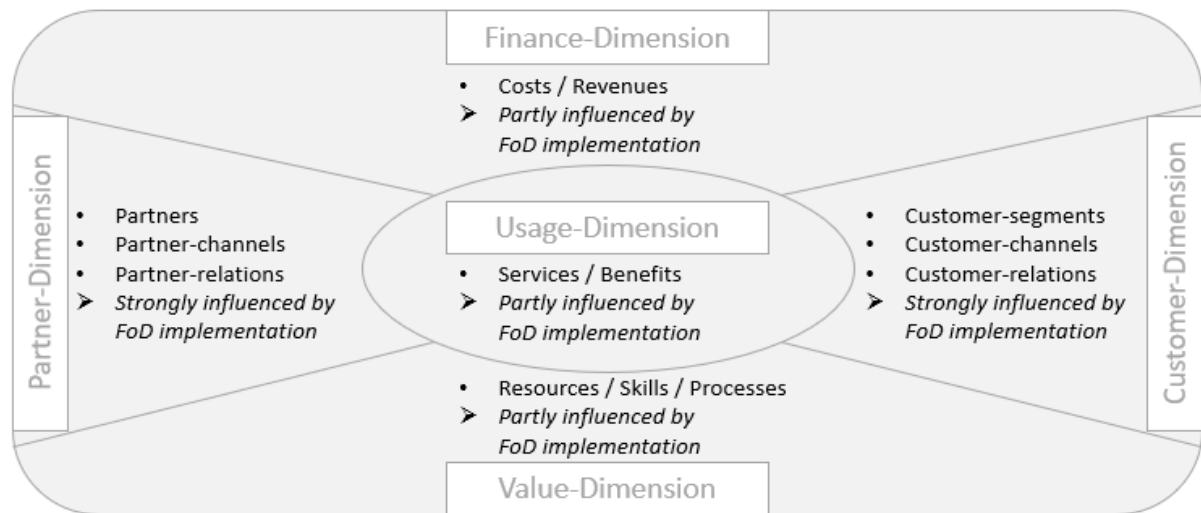 Finance-Dimension
• Costs / Revenues
➢ Partly influenced by
FoD implementation
Partner-Dimension
• Partners
• Partner-channels
• Partner-relations
➢ Strongly influenced by
FoD implementation
Usage-Dimension
• Services / Benefits
➢ Partly influenced by
FoD implementation
• Customer-segments
• Customer-channels
• Customer-relations
➢ Strongly influenced by
FoD implementation
Customer-Dimension
• Resources / Skills / Processes
➢ Partly influenced by
FoD implementation
Value-Dimension